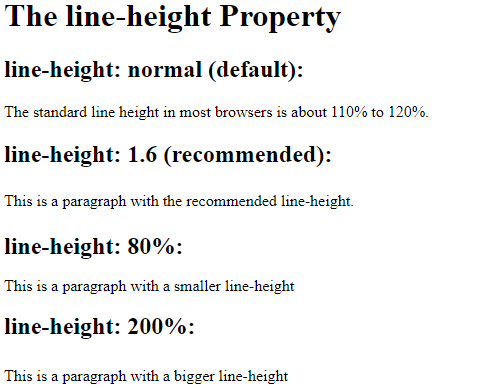 The line-height Property
line-height: normal (default):
The standard line height in most browsers is about 110% to 120%.
line-height: 1.6 (recommended):
This is a paragraph with the recommended line-height.
line-height: 80%:
This is a paragraph with a smaller line-height
line-height: 200%:
This is a paragraph with a bigger line-height